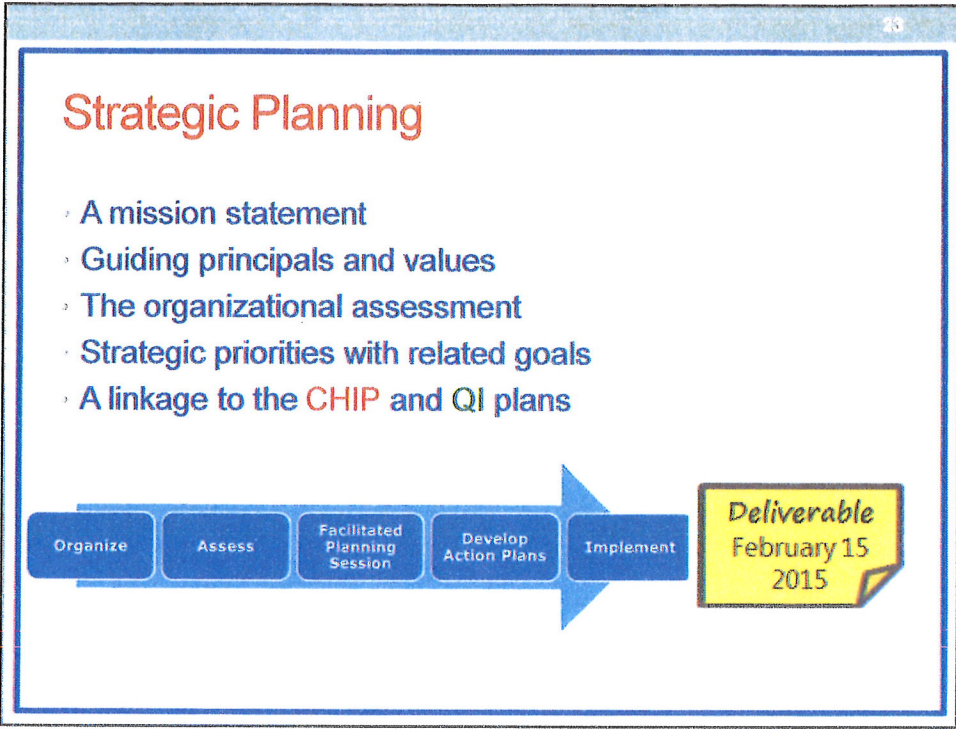 23
Strategic Planning
A mission statement
Guiding principals and values
The organizational assessment
Strategic priorities with related goals
A linkage to the CHIP and QI plans
Organize
Assess
Facilitated
Planning
Session
Develop
Action Plans
Implement
Deliverable
February 15
2015